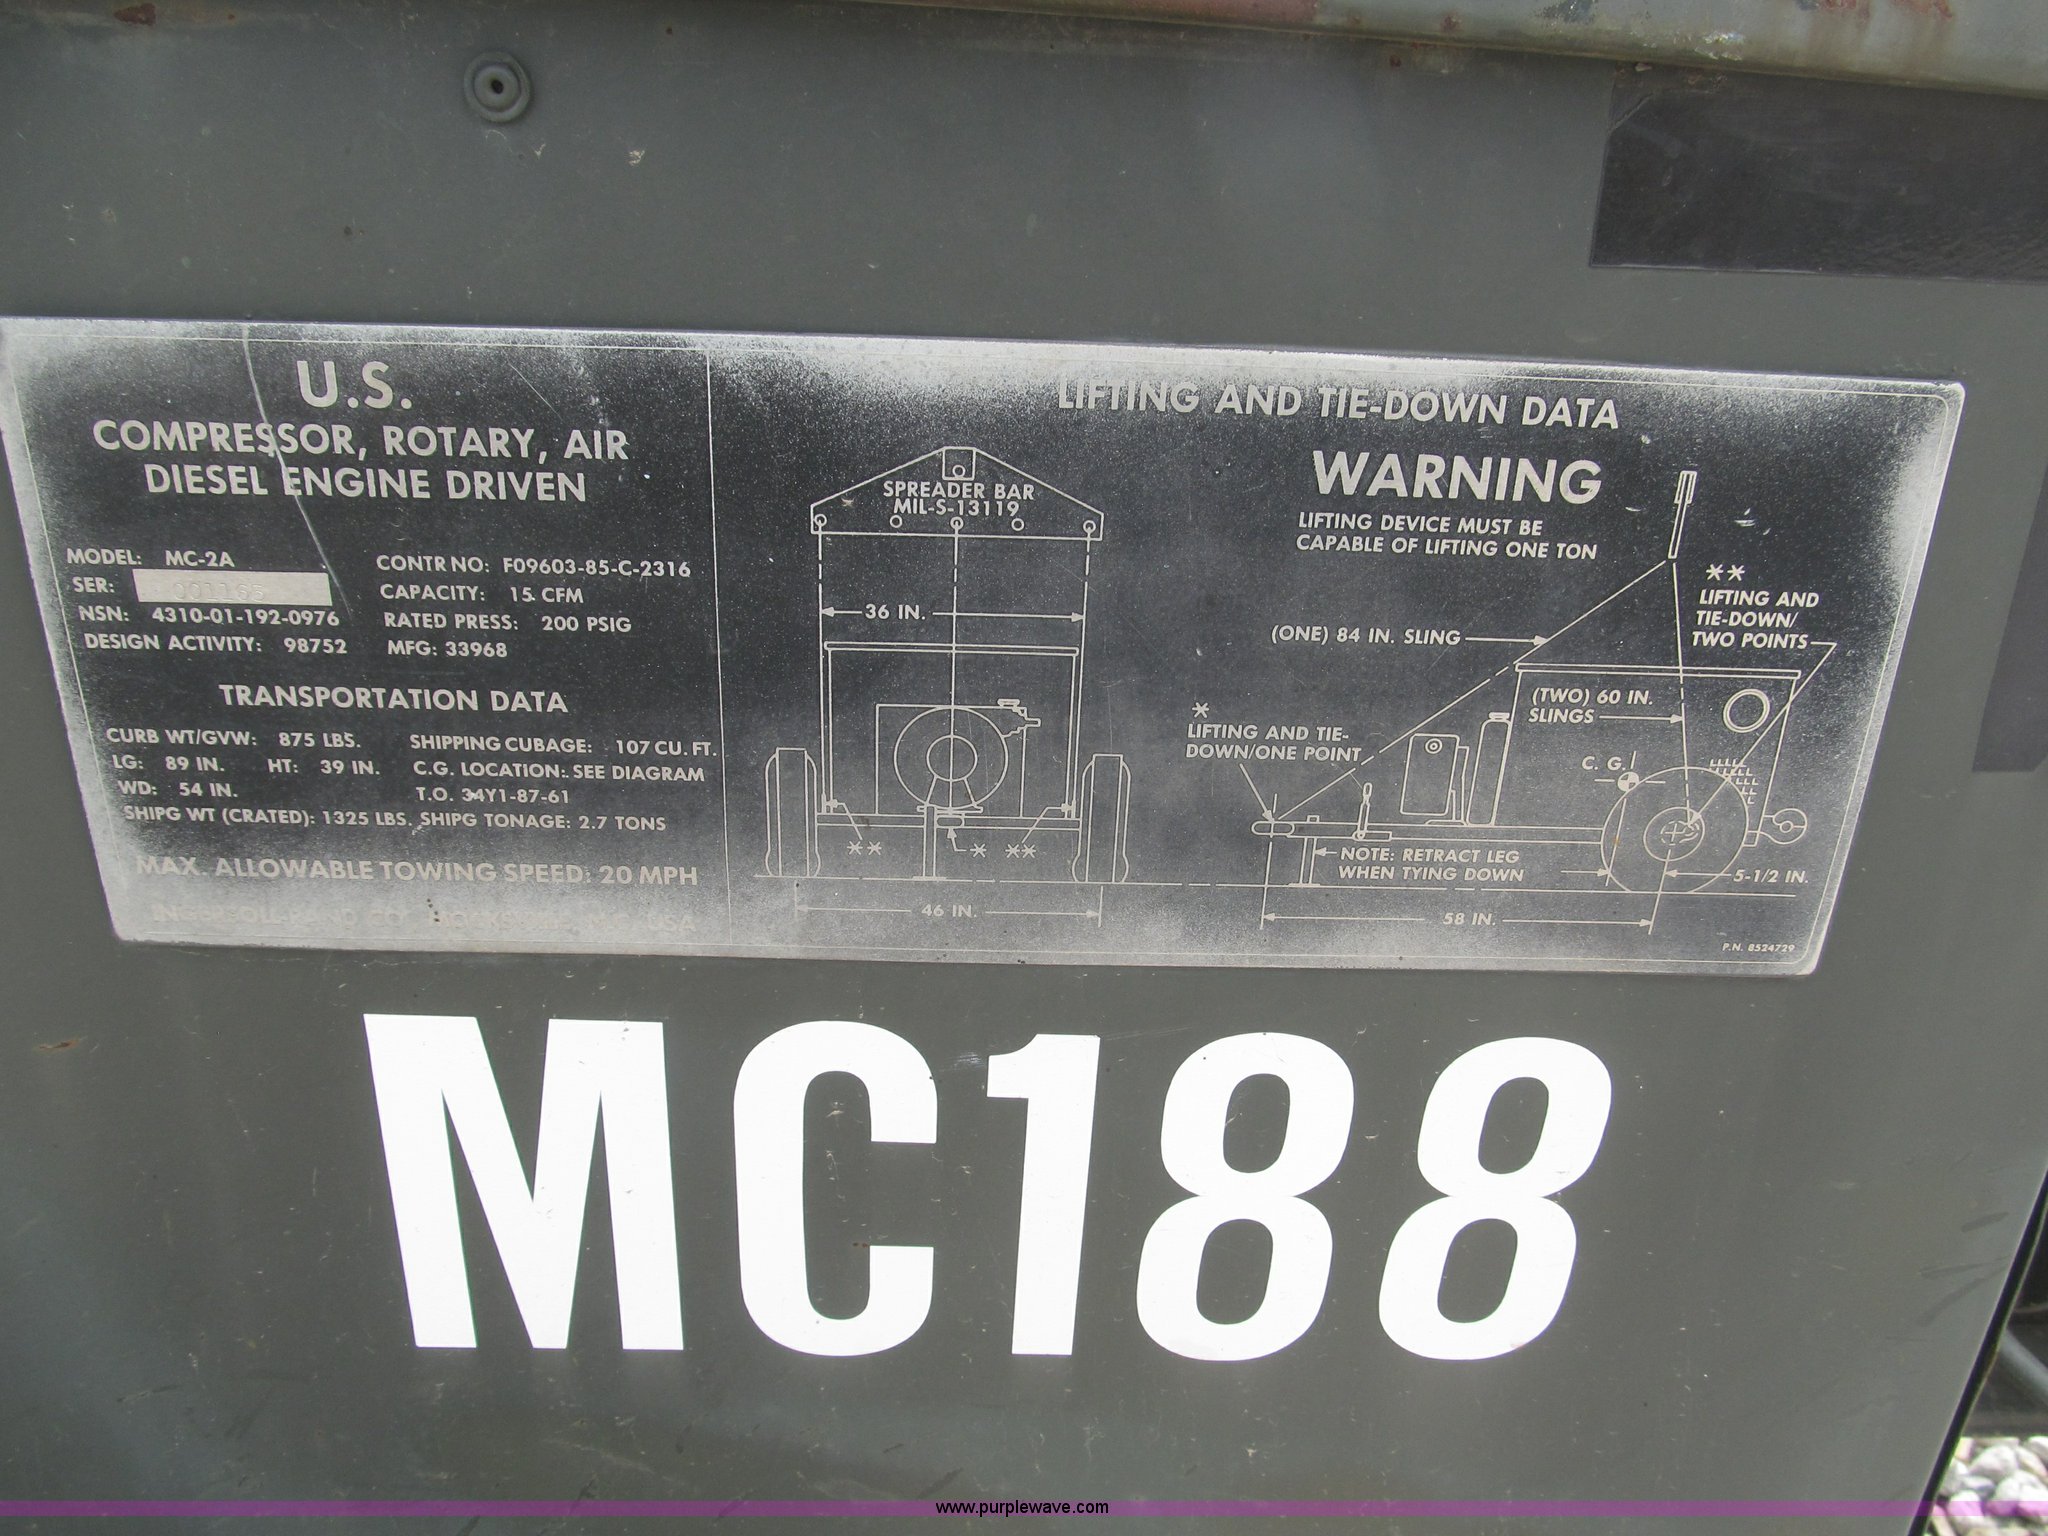 U.S.
COMPRESSOR, ROTARY, AIR
DIESEL ENGINE DRIVEN
MODEL: MC-2A
SER: 001165
NSN: 4310-01-192-0976
DESIGN ACTIVITY: 98752
CONTR NO: F09603-85-C-2316
CAPACITY: 15 CFM
RATED PRESS: 200 PSIG
MFG: 33968
TRANSPORTATION DATA
CURB WT/GVW: 875 LBS. SHIPPING CUBAGE: 107 CU. FT.
LG: 89 IN. HT: 39 IN. C.G. LOCATION: SEE DIAGRAM
WD: 54 IN. T.O. 34Y1-87-61
SHIPG WT (CRATED): 1325 LBS. SHIPG TONAGE: 2.7 TONS
MAX. ALLOWABLE TOWING SPEED: 20 MPH
INGERSOLL-RAND CO. USA
LIFTING AND TIE-DOWN DATA
SPREADER BAR
MIL-S-13119
36 IN.
** * **
46 IN.
WARNING
LIFTING DEVICE MUST BE
CAPABLE OF LIFTING ONE TON
**
LIFTING AND
TIE-DOWN/
TWO POINTS
(ONE) 84 IN. SLING
(TWO) 60 IN.
SLINGS
*
LIFTING AND TIE-
DOWN/ONE POINT
C. G.
NOTE: RETRACT LEG
WHEN TYING DOWN
5-1/2 IN.
58 IN.
P.N. 8524729
MC188
www.purplewave.com